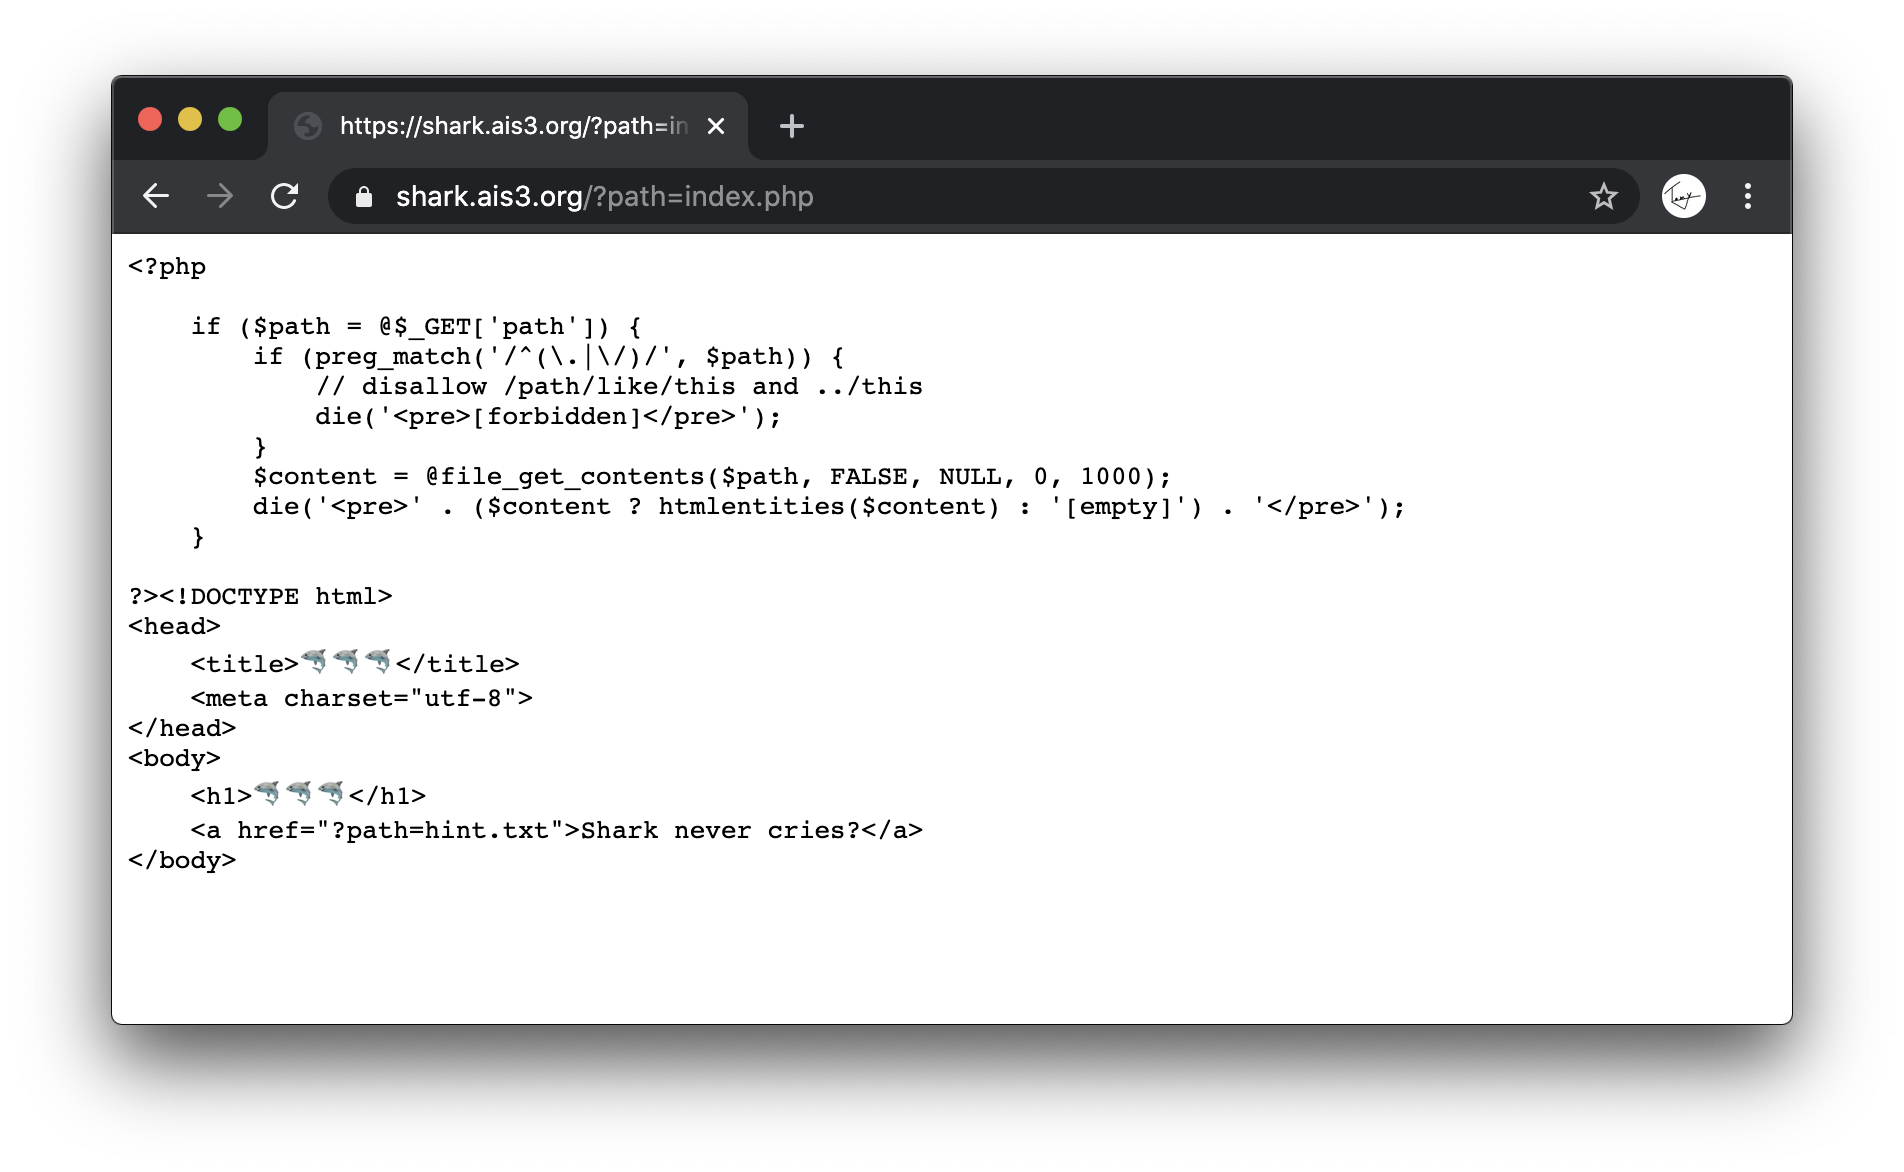 https://shark.ais3.org/?path=in
shark.ais3.org/?path=index.php
<?php
    if ($path = @$_GET['path']) {
        if (preg_match('/^(\.|\/)/', $path)) {
            // disallow /path/like/this and ../this
            die('<pre>[forbidden]</pre>');
        }
        $content = @file_get_contents($path, FALSE, NULL, 0, 1000);
        die('<pre>' . ($content ? htmlentities($content) : '[empty]') . '</pre>');
    }
?><!DOCTYPE html>
<head>
    <title>🦈🦈🦈</title>
    <meta charset="utf-8">
</head>
<body>
    <h1>🦈🦈🦈</h1>
    <a href="?path=hint.txt">Shark never cries?</a>
</body>